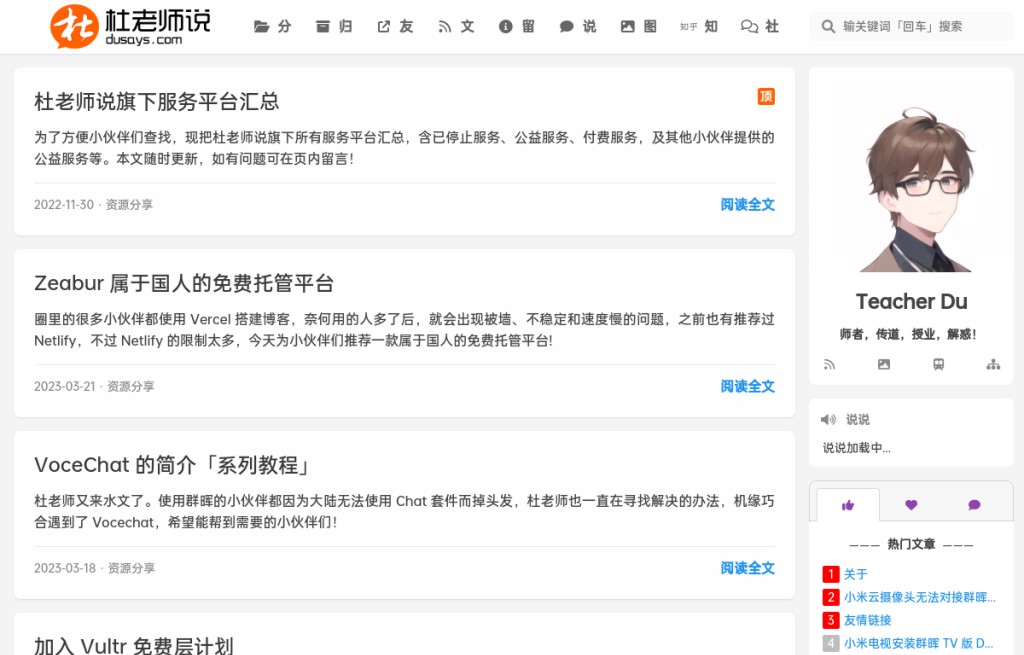 杜老师说
dusays.com
分 归 友 文 留 说 图 知乎 知 社
输关键词「回车」搜索
杜老师说旗下服务平台汇总
顶
为了方便小伙伴们查找，现把杜老师说旗下所有服务平台汇总，含已停止服务、公益服务、付费服务，及其他小伙伴提供的
公益服务等。本文随时更新，如有问题可在页内留言！
2022-11-30 · 资源分享
阅读全文
Zeabur 属于国人的免费托管平台
圈里的很多小伙伴都使用 Vercel 搭建博客，奈何用的人多了后，就会出现被墙、不稳定和速度慢的问题，之前也有推荐过
Netlify，不过 Netlify 的限制太多，今天为小伙伴们推荐一款属于国人的免费托管平台!
2023-03-21 · 资源分享
阅读全文
VoceChat 的简介「系列教程」
杜老师又来水文了。使用群晖的小伙伴都因为大陆无法使用 Chat 套件而掉头发，杜老师也一直在寻找解决的办法，机缘巧
合遇到了 Vocechat，希望能帮到需要的小伙伴们！
2023-03-18 · 资源分享
阅读全文
加入 Vultr 免费层计划
Teacher Du
师者，传道，授业，解惑！
说说
说说加载中...
——— 热门文章 ———
1 关于
2 小米云摄像头无法对接群晖...
3 友情链接
4 小米电视安装群晖 TV 版 D...